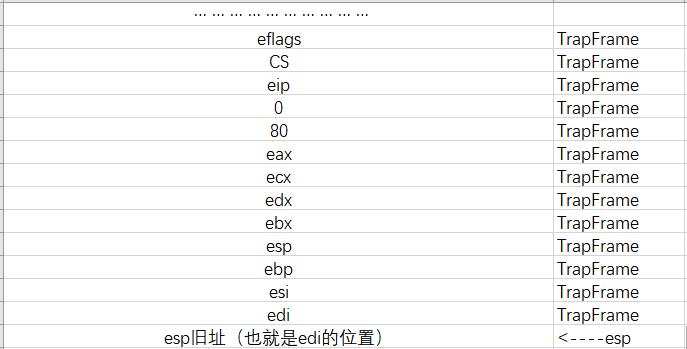 … … … … … … … … … …
eflags TrapFrame
CS TrapFrame
eip TrapFrame
0 TrapFrame
80 TrapFrame
eax TrapFrame
ecx TrapFrame
edx TrapFrame
ebx TrapFrame
esp TrapFrame
ebp TrapFrame
esi TrapFrame
edi TrapFrame
esp旧址（也就是edi的位置） <----esp